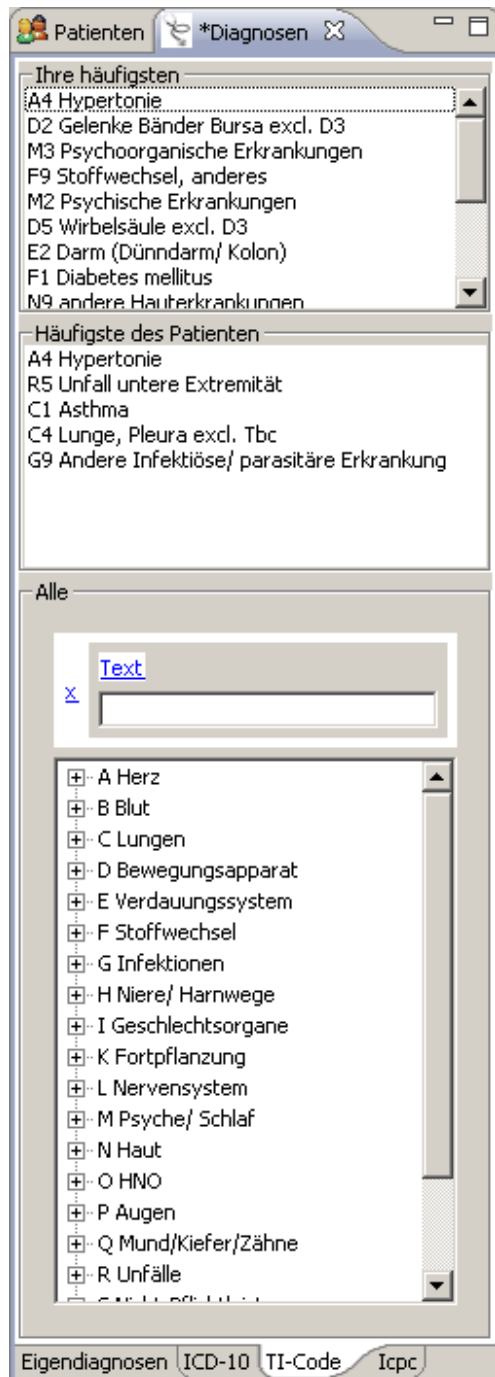 Patienten *Diagnosen
Ihre häufigsten
A4 Hypertonie
D2 Gelenke Bänder Bursa excl. D3
M3 Psychoorganische Erkrankungen
F9 Stoffwechsel, anderes
M2 Psychische Erkrankungen
D5 Wirbelsäule excl. D3
E2 Darm (Dünndarm/ Kolon)
F1 Diabetes mellitus
N9 andere Hauterkrankungen
Häufigste des Patienten
A4 Hypertonie
R5 Unfall untere Extremität
C1 Asthma
C4 Lunge, Pleura excl. Tbc
G9 Andere Infektiöse/ parasitäre Erkrankung
Alle
Text
x
A Herz
B Blut
C Lungen
D Bewegungsapparat
E Verdauungssystem
F Stoffwechsel
G Infektionen
H Niere/ Harnwege
I Geschlechtsorgane
K Fortpflanzung
L Nervensystem
M Psyche/ Schlaf
N Haut
O HNO
P Augen
Q Mund/Kiefer/Zähne
R Unfälle
Eigendiagnosen ICD-10 TI-Code Icpc